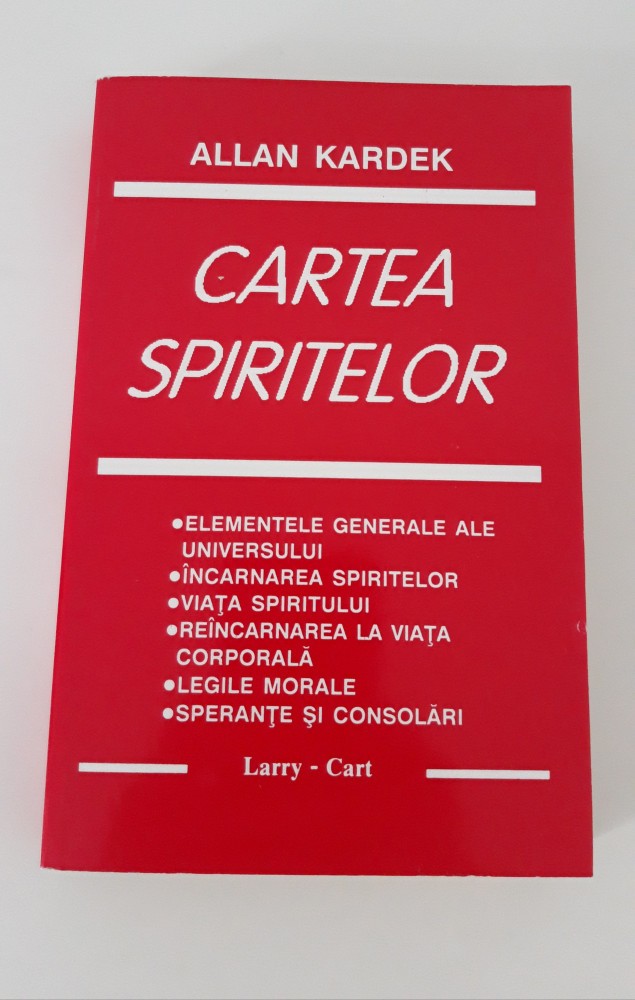 ALLAN KARDEK
CARTEA
SPIRITELOR
•ELEMENTELE GENERALE ALE
UNIVERSULUI
•ÎNCARNAREA SPIRITELOR
•VIAŢA SPIRITULUI
•REÎNCARNAREA LA VIAŢA
CORPORALĂ
•LEGILE MORALE
•SPERANŢE ŞI CONSOLĂRI
Larry - Cart